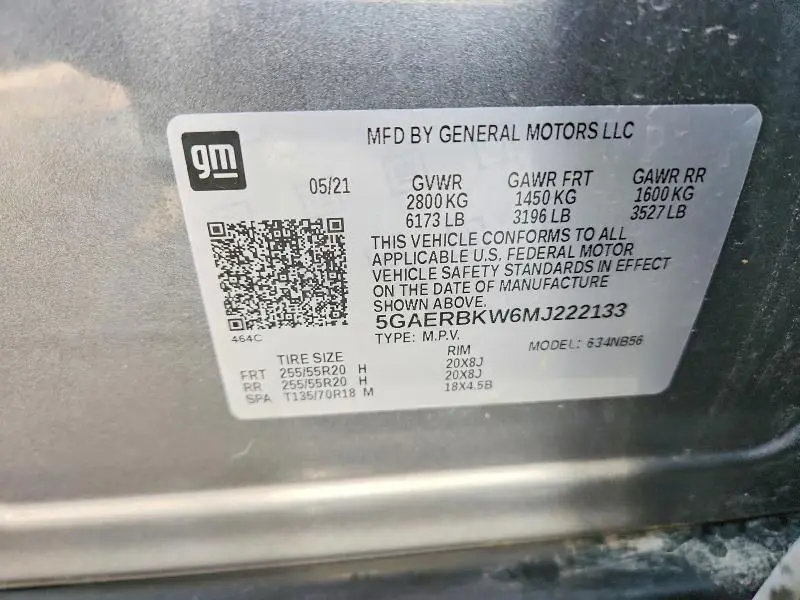 gm
MFD BY GENERAL MOTORS LLC
05/21 GVWR GAWR FRT GAWR RR
2800 KG 1450 KG 1600 KG
6173 LB 3196 LB 3527 LB
THIS VEHICLE CONFORMS TO ALL
APPLICABLE U.S. FEDERAL MOTOR
VEHICLE SAFETY STANDARDS IN EFFECT
ON THE DATE OF MANUFACTURE
SHOWN ABOVE.
5GAERBKW6MJ222133
464C
TYPE: M.P.V. MODEL: 634NB56
TIRE SIZE RIM
FRT 255/55R20 H 20X8J
RR 255/55R20 H 20X8J
SPA T135/70R18 M 18X4.5B